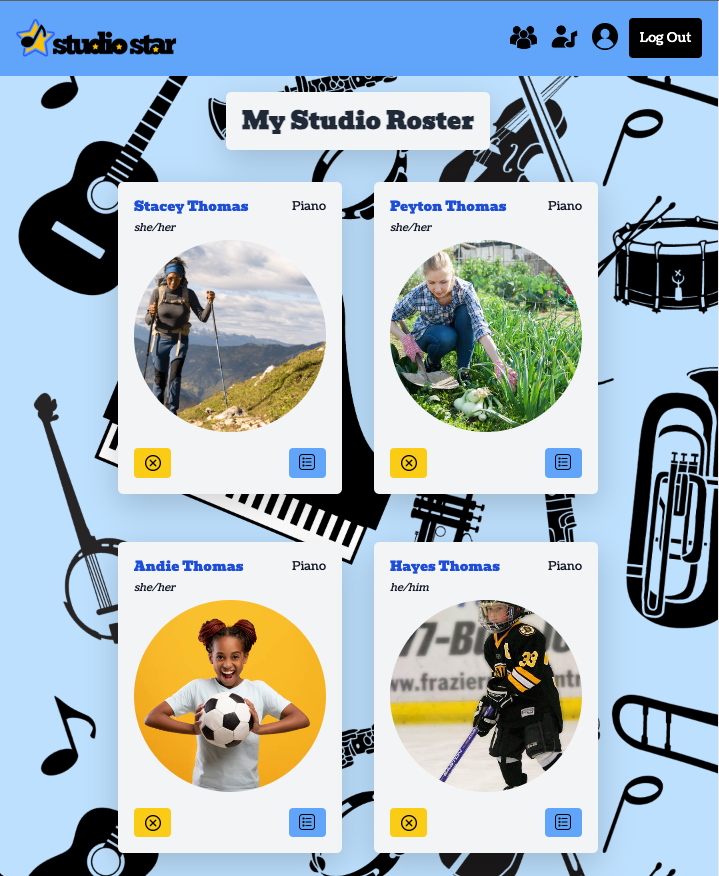 studio star
Log Out
My Studio Roster
Stacey Thomas Piano
she/her
Peyton Thomas Piano
she/her
Andie Thomas Piano
she/her
Hayes Thomas Piano
he/him
33